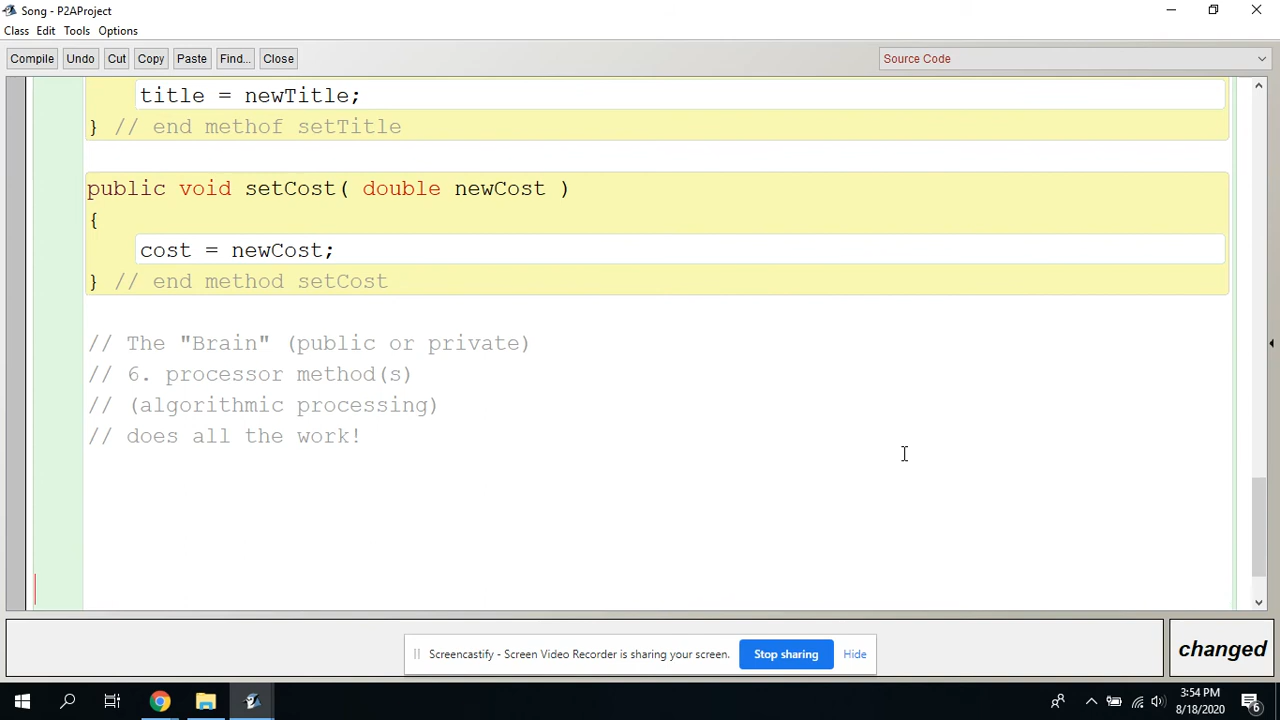 Song - P2AProject
Class Edit Tools Options
Compile Undo Cut Copy Paste Find... Close Source Code
title = newTitle;
} // end methof setTitle
public void setCost( double newCost )
{
cost = newCost;
} // end method setCost
// The "Brain" (public or private)
// 6. processor method(s)
// (algorithmic processing)
// does all the work!
Screencastify - Screen Video Recorder is sharing your screen. Stop sharing Hide
changed
3:54 PM
8/18/2020
6